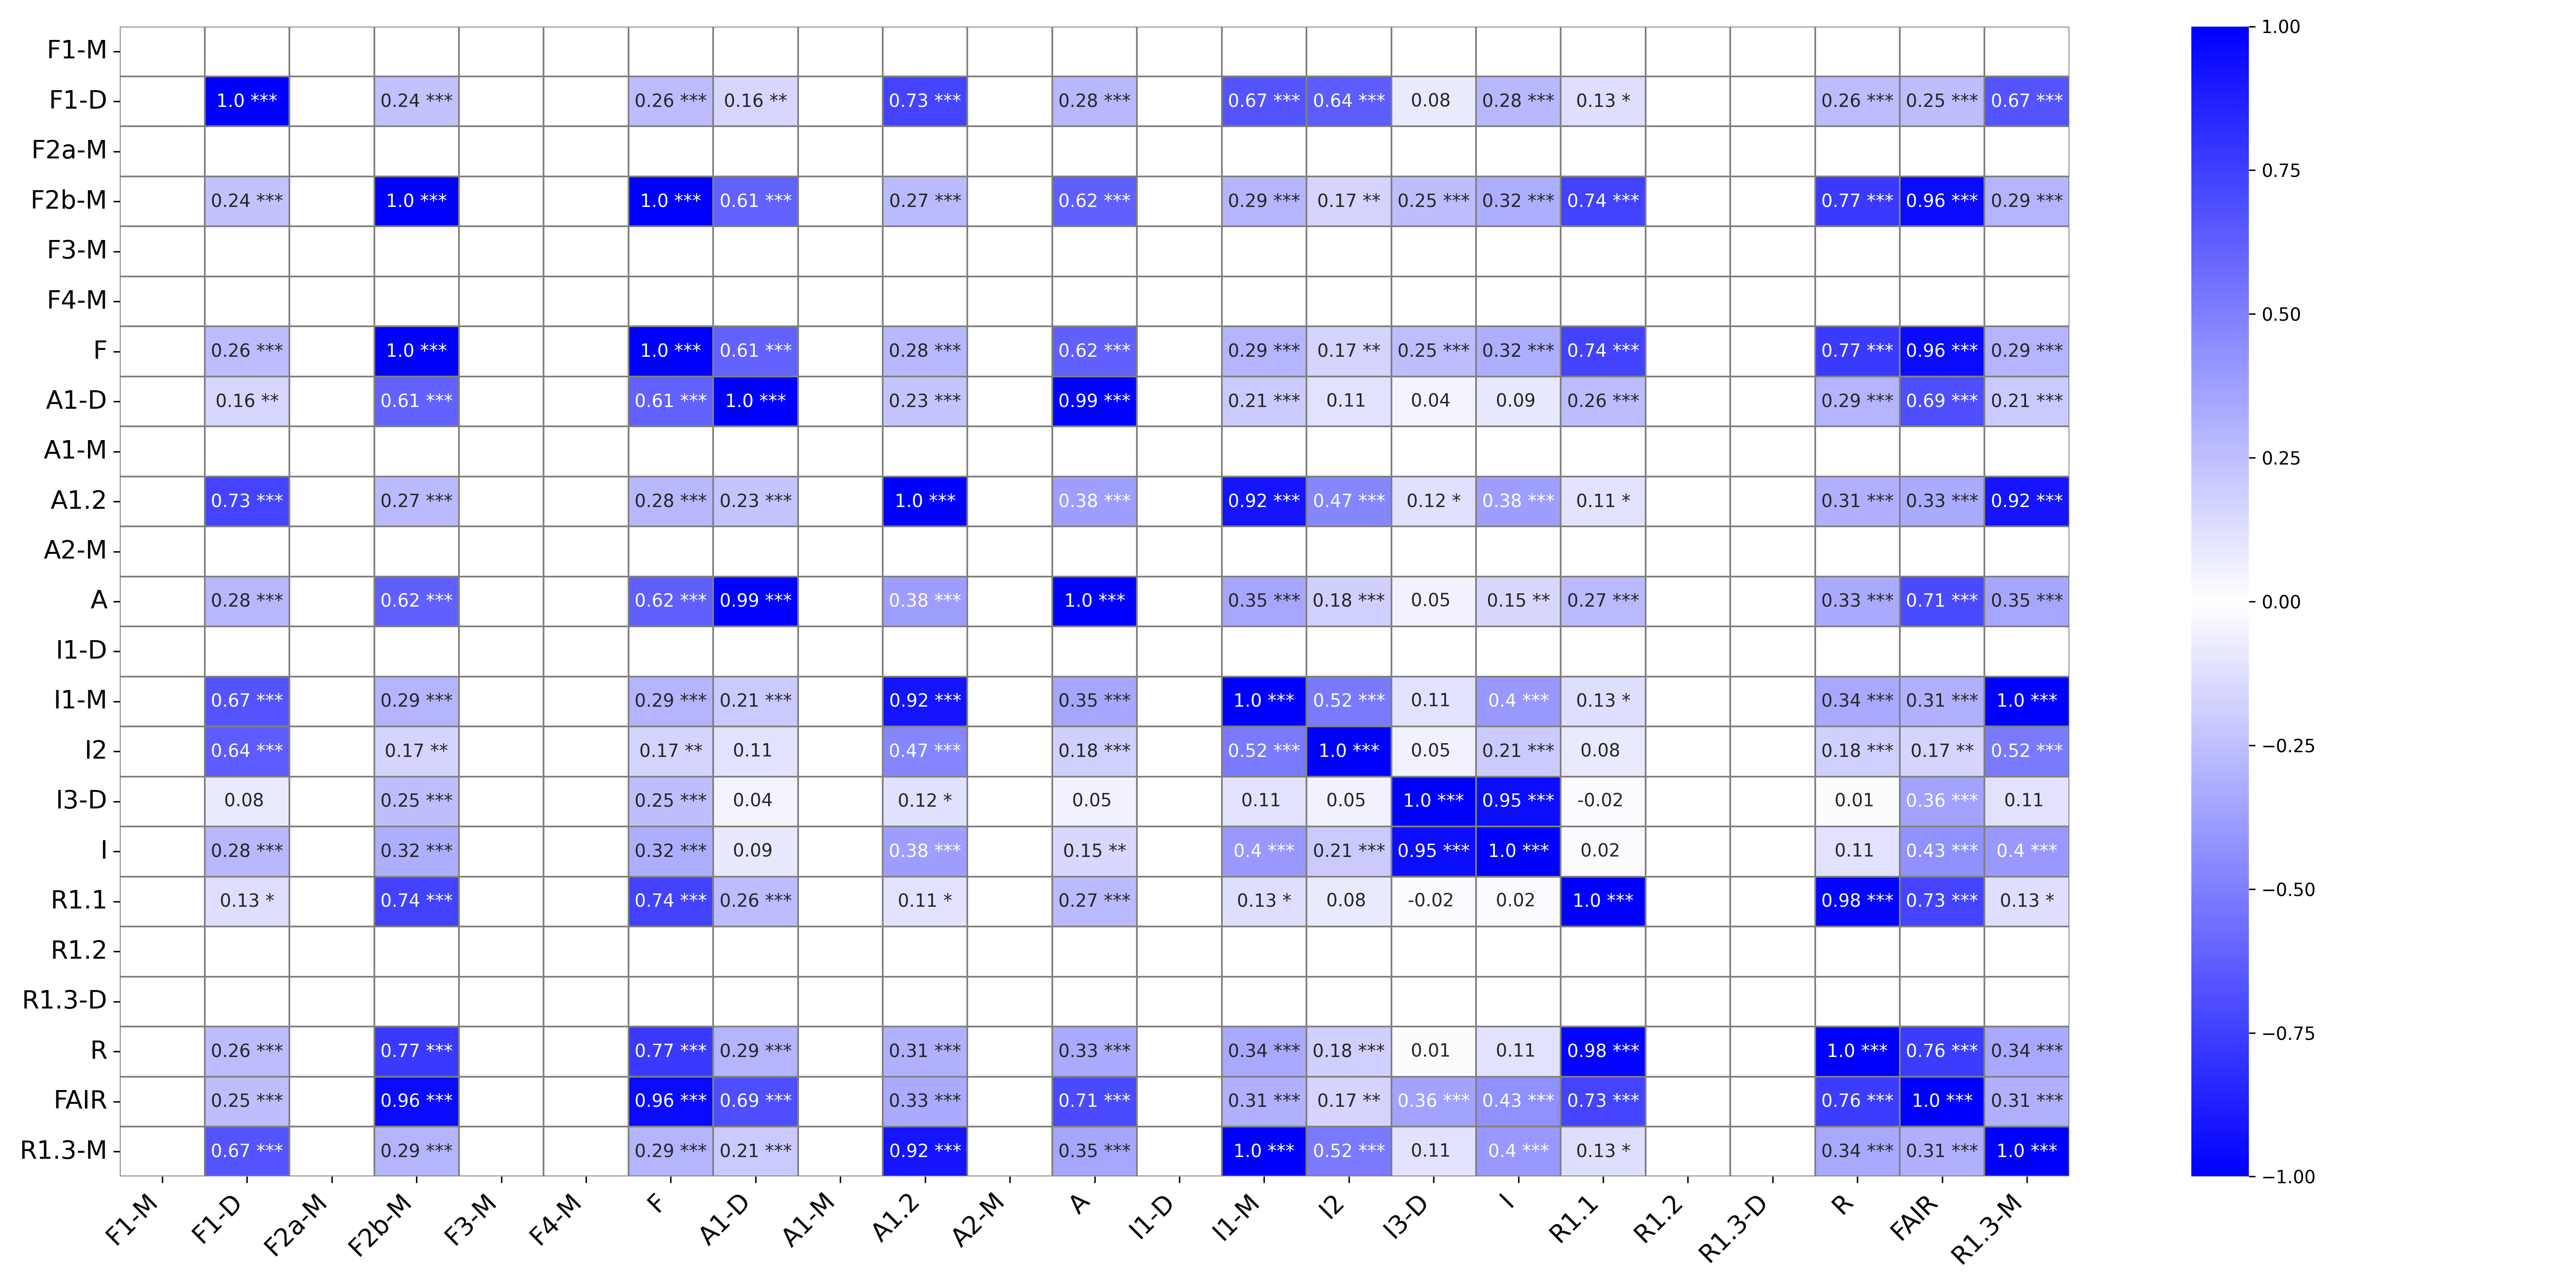 F1-M
F1-D 1.0 *** 0.24 *** 0.26 *** 0.16 ** 0.73 *** 0.28 *** 0.67 *** 0.64 *** 0.08 0.28 *** 0.13 * 0.26 *** 0.25 *** 0.67 ***
F2a-M
F2b-M 0.24 *** 1.0 *** 1.0 *** 0.61 *** 0.27 *** 0.62 *** 0.29 *** 0.17 ** 0.25 *** 0.32 *** 0.74 *** 0.77 *** 0.96 *** 0.29 ***
F3-M
F4-M
F 0.26 *** 1.0 *** 1.0 *** 0.61 *** 0.28 *** 0.62 *** 0.29 *** 0.17 ** 0.25 *** 0.32 *** 0.74 *** 0.77 *** 0.96 *** 0.29 ***
A1-D 0.16 ** 0.61 *** 0.61 *** 1.0 *** 0.23 *** 0.99 *** 0.21 *** 0.11 0.04 0.09 0.26 *** 0.29 *** 0.69 *** 0.21 ***
A1-M
A1.2 0.73 *** 0.27 *** 0.28 *** 0.23 *** 1.0 *** 0.38 *** 0.92 *** 0.47 *** 0.12 * 0.38 *** 0.11 * 0.31 *** 0.33 *** 0.92 ***
A2-M
A 0.28 *** 0.62 *** 0.62 *** 0.99 *** 0.38 *** 1.0 *** 0.35 *** 0.18 *** 0.05 0.15 ** 0.27 *** 0.33 *** 0.71 *** 0.35 ***
I1-D
I1-M 0.67 *** 0.29 *** 0.29 *** 0.21 *** 0.92 *** 0.35 *** 1.0 *** 0.52 *** 0.11 0.4 *** 0.13 * 0.34 *** 0.31 *** 1.0 ***
I2 0.64 *** 0.17 ** 0.17 ** 0.11 0.47 *** 0.18 *** 0.52 *** 1.0 *** 0.05 0.21 *** 0.08 0.18 *** 0.17 ** 0.52 ***
I3-D 0.08 0.25 *** 0.25 *** 0.04 0.12 * 0.05 0.11 0.05 1.0 *** 0.95 *** -0.02 0.01 0.36 *** 0.11
I 0.28 *** 0.32 *** 0.32 *** 0.09 0.38 *** 0.15 ** 0.4 *** 0.21 *** 0.95 *** 1.0 *** 0.02 0.11 0.43 *** 0.4 ***
R1.1 0.13 * 0.74 *** 0.74 *** 0.26 *** 0.11 * 0.27 *** 0.13 * 0.08 -0.02 0.02 1.0 *** 0.98 *** 0.73 *** 0.13 *
R1.2
R1.3-D
R 0.26 *** 0.77 *** 0.77 *** 0.29 *** 0.31 *** 0.33 *** 0.34 *** 0.18 *** 0.01 0.11 0.98 *** 1.0 *** 0.76 *** 0.34 ***
FAIR 0.25 *** 0.96 *** 0.96 *** 0.69 *** 0.33 *** 0.71 *** 0.31 *** 0.17 ** 0.36 *** 0.43 *** 0.73 *** 0.76 *** 1.0 *** 0.31 ***
R1.3-M 0.67 *** 0.29 *** 0.29 *** 0.21 *** 0.92 *** 0.35 *** 1.0 *** 0.52 *** 0.11 0.4 *** 0.13 * 0.34 *** 0.31 *** 1.0 ***
F1-M F1-D F2a-M F2b-M F3-M F4-M F A1-D A1-M A1.2 A2-M A I1-D I1-M I2 I3-D I R1.1 R1.2 R1.3-D R FAIR R1.3-M
1.00
0.75
0.50
0.25
0.00
−0.25
−0.50
−0.75
−1.00